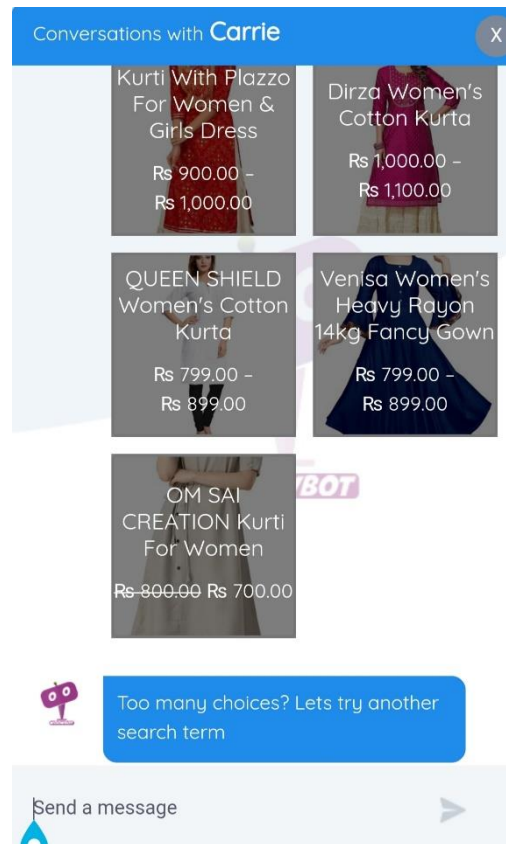 Conversations with Carrie
X
Kurti With Plazzo
For Women &
Girls Dress
Rs 900.00 –
Rs 1,000.00
Dirza Women's
Cotton Kurta
Rs 1,000.00 –
Rs 1,100.00
QUEEN SHIELD
Women's Cotton
Kurta
Rs 799.00 –
Rs 899.00
Venisa Women's
Heavy Rayon
14kg Fancy Gown
Rs 799.00 –
Rs 899.00
OM SAI
CREATION Kurti
For Women
Rs 800.00 Rs 700.00
BOT
Too many choices? Lets try another
search term
Send a message